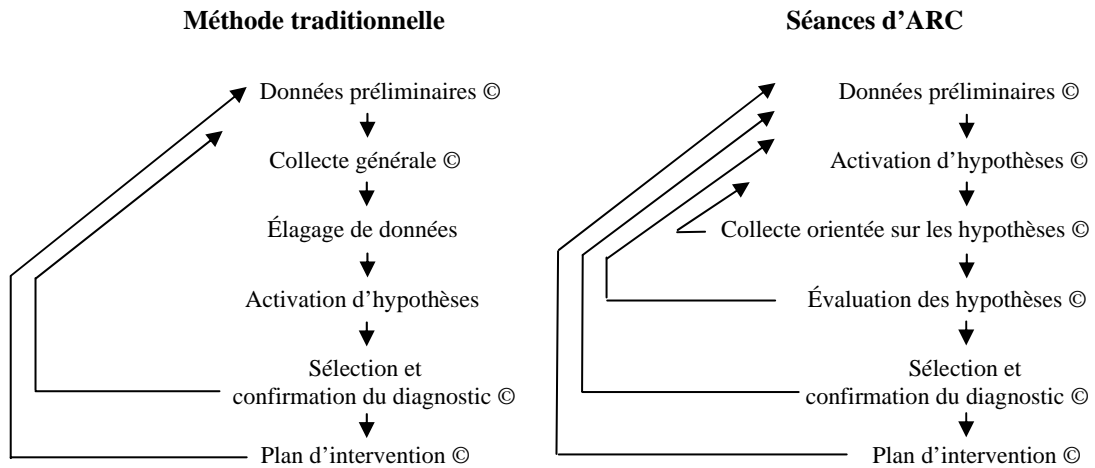 Méthode traditionnelle
Données préliminaires ©
Collecte générale ©
Élagage de données
Activation d'hypothèses
Sélection et
confirmation du diagnostic ©
Plan d'intervention ©
Séances d'ARC
Données préliminaires ©
Activation d'hypothèses ©
Collecte orientée sur les hypothèses ©
Évaluation des hypothèses ©
Sélection et
confirmation du diagnostic ©
Plan d'intervention ©